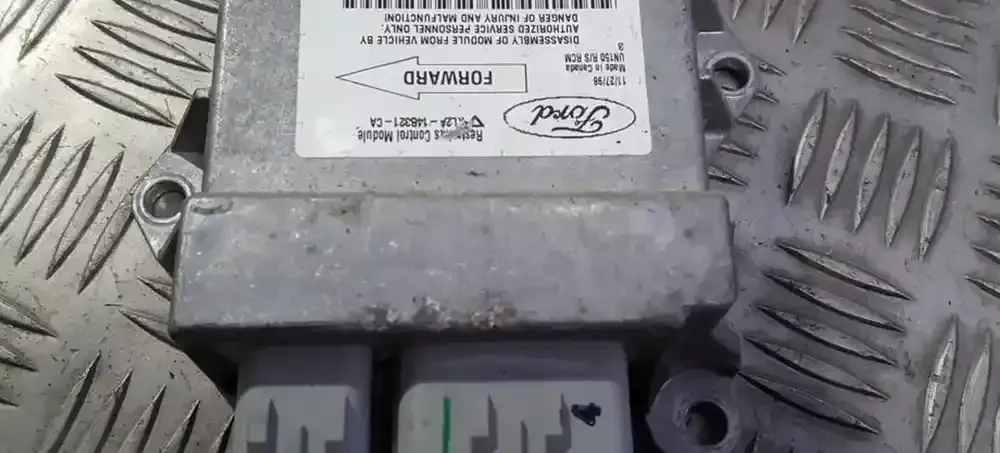 Ford
Restraints Control Module
14B321-CA
FORWARD
11/27/98
Made in Canada
UN150 R/S RCM
3
DISASSEMBLY OF MODULE FROM VEHICLE BY
AUTHORIZED SERVICE PERSONNEL ONLY.
DANGER OF INJURY AND MALFUNCTION!